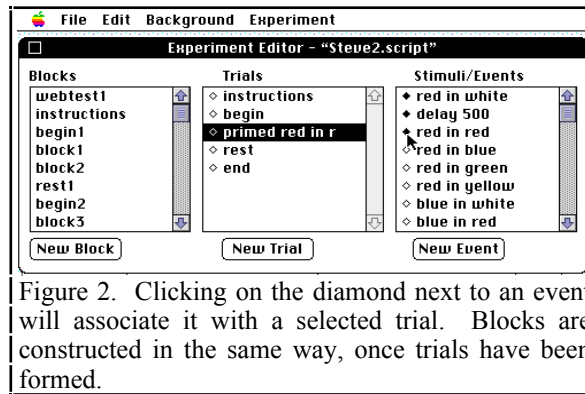 File Edit Background Experiment
Experiment Editor - “Steve2.script”
Blocks Trials Stimuli/Events
webtest1
instructions
begin1
block1
block2
rest1
begin2
block3
instructions
begin
primed red in r
rest
end
red in white
delay 500
red in red
red in blue
red in green
red in yellow
blue in white
blue in red
New Block New Trial New Event
Figure 2. Clicking on the diamond next to an event
will associate it with a selected trial. Blocks are
constructed in the same way, once trials have been
formed.